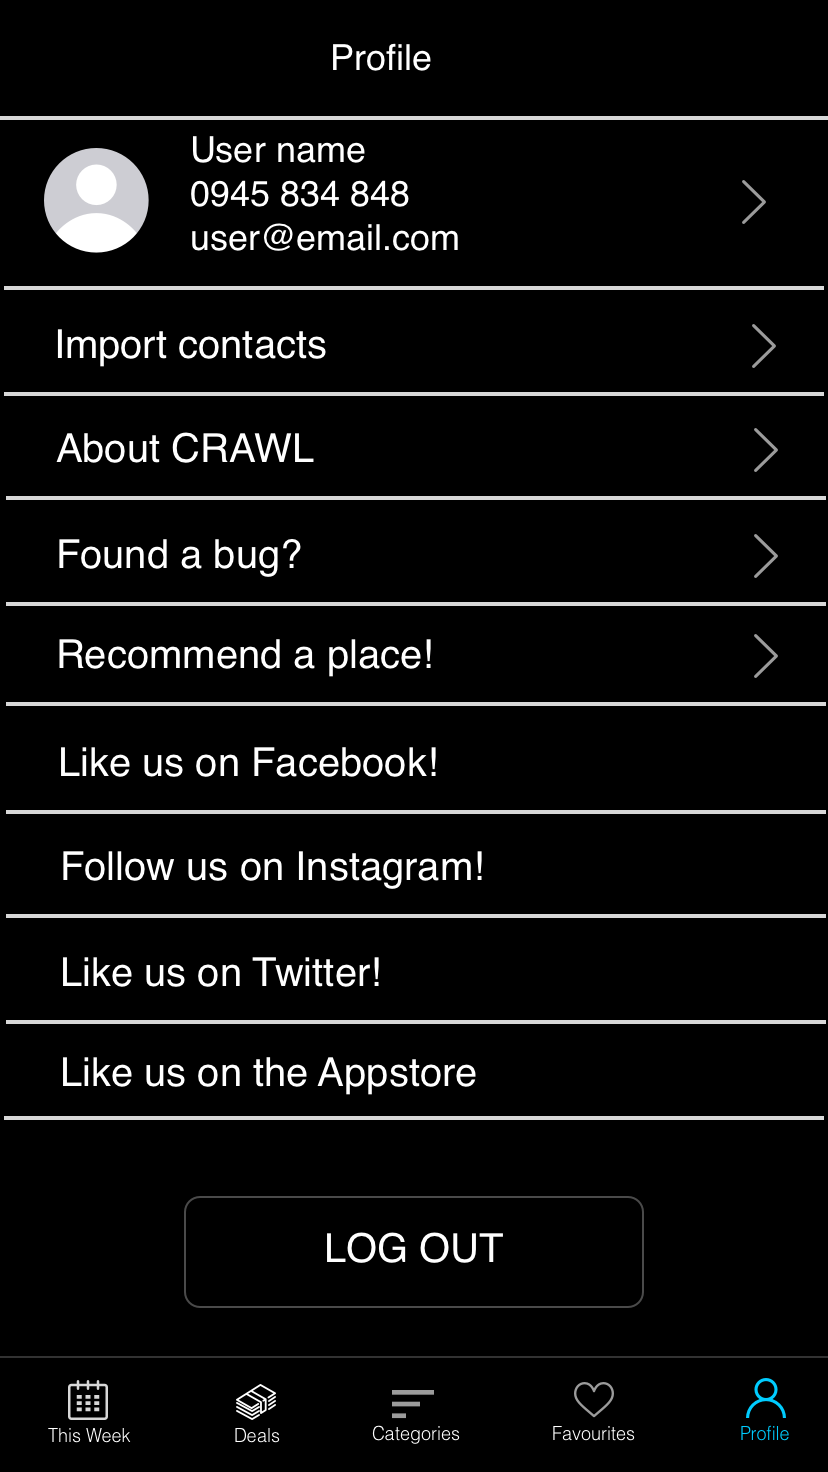 Profile
User name
0945 834 848
user@email.com
Import contacts
About CRAWL
Found a bug?
Recommend a place!
Like us on Facebook!
Follow us on Instagram!
Like us on Twitter!
Like us on the Appstore
LOG OUT
This Week
Deals
Categories
Favourites
Profile